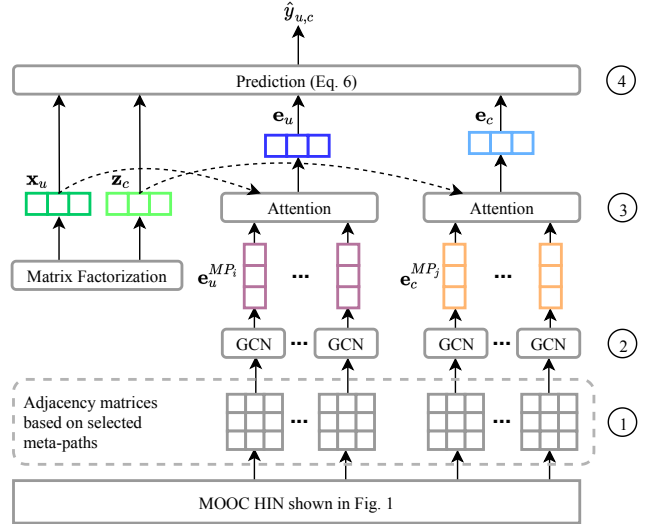 ŷ_{u,c}
Prediction (Eq. 6)
4
e_u
e_c
x_u
z_c
Attention
Attention
3
Matrix Factorization
e_u^{MP_i}
...
e_c^{MP_j}
...
GCN
...
GCN
GCN
...
GCN
2
Adjacency matrices
based on selected
meta-paths
...
...
1
MOOC HIN shown in Fig. 1